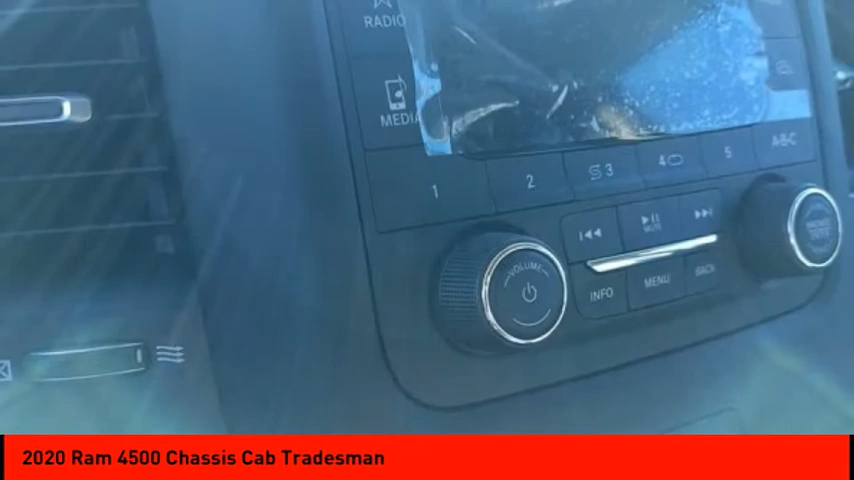 RADIO
MEDIA
1 2 3 4 5 A-B-C
VOLUME
MUTE
INFO MENU BACK
2020 Ram 4500 Chassis Cab Tradesman